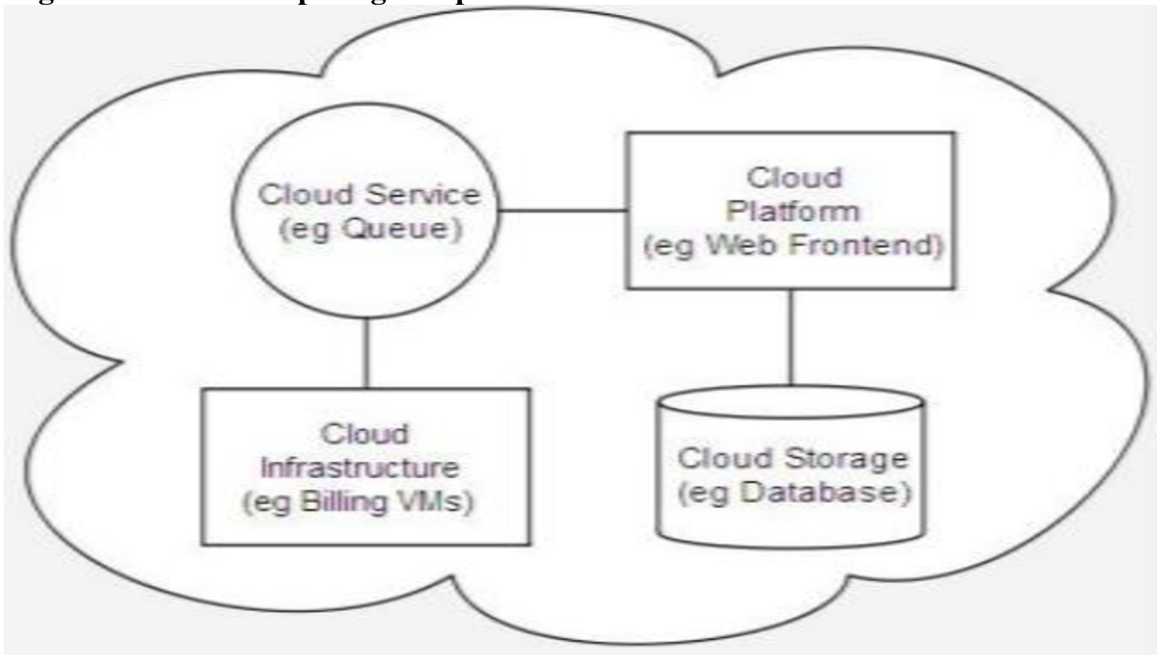 Cloud Service
(eg Queue)
Cloud
Platform
(eg Web Frontend)
Cloud
Infrastructure
(eg Billing VMs)
Cloud Storage
(eg Database)